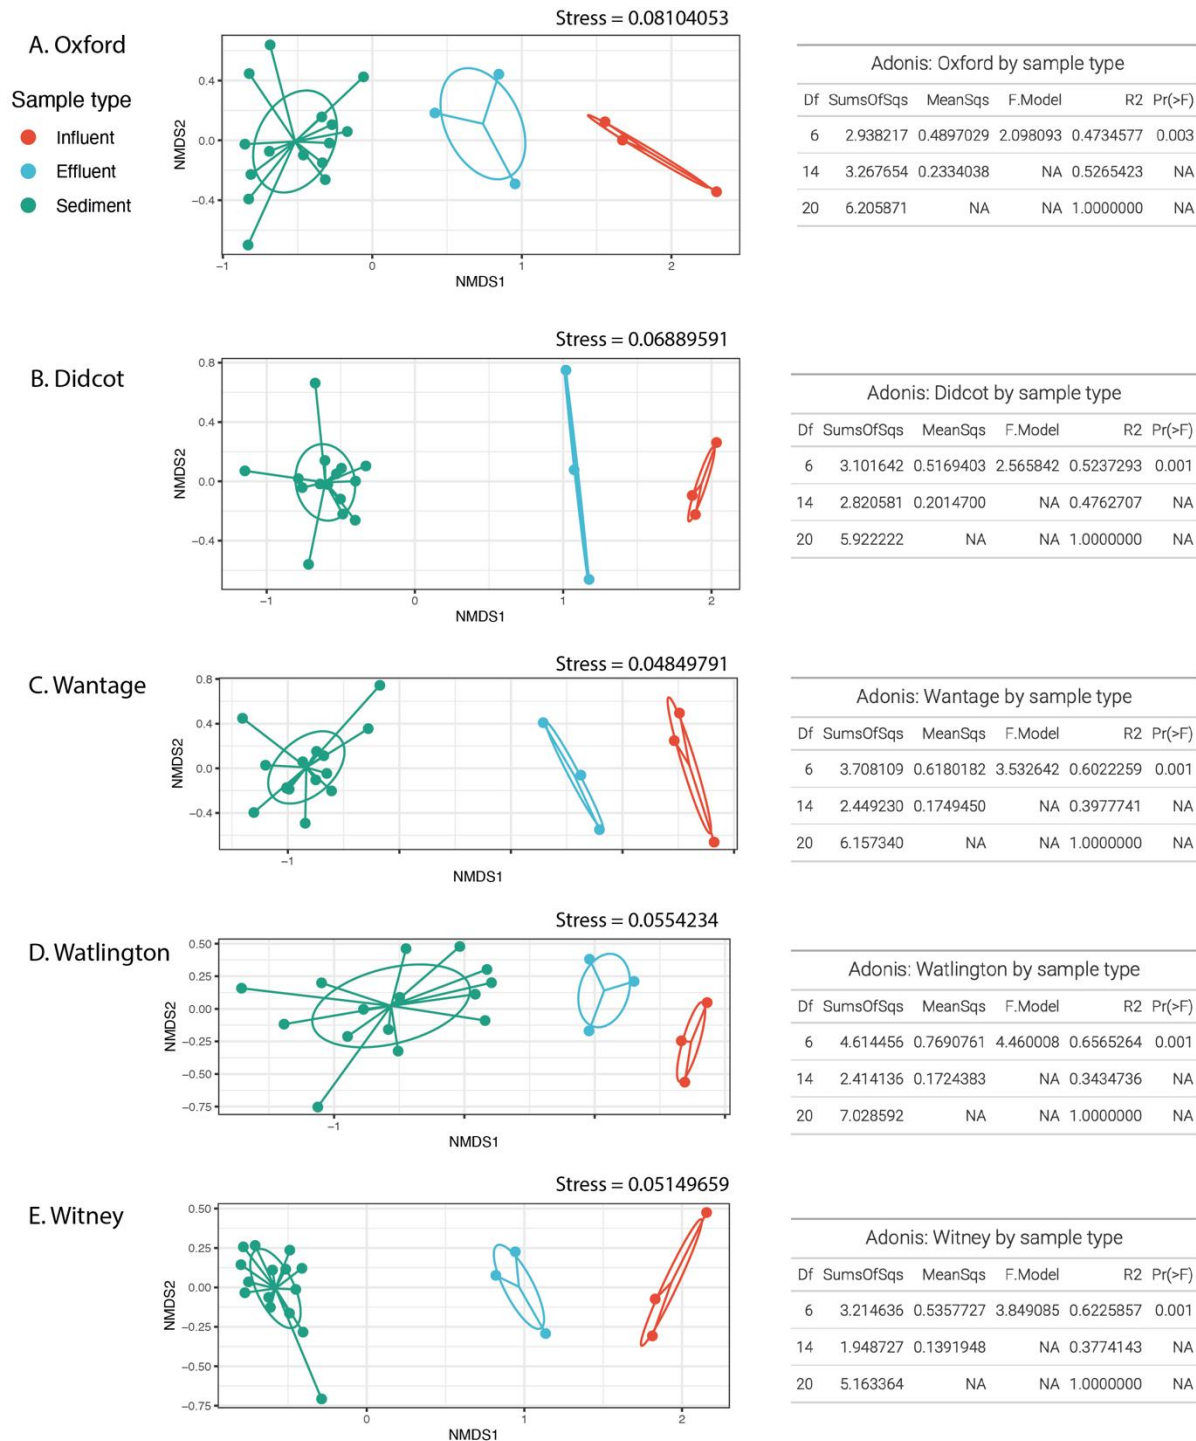 Stress = 0.08104053
A. Oxford
Sample type
Influent
Effluent
Sediment
NMDS2
0.4
0.0
−0.4
−1 0 1 2
NMDS1
Adonis: Oxford by sample type
Df SumsOfSqs MeanSqs F.Model R2 Pr(>F)
6 2.938217 0.4897029 2.098093 0.4734577 0.003
14 3.267654 0.2334038 NA 0.5265423 NA
20 6.205871 NA NA 1.0000000 NA
Stress = 0.06889591
B. Didcot
NMDS2
0.8
0.4
0.0
−0.4
−1 0 1 2
NMDS1
Adonis: Didcot by sample type
Df SumsOfSqs MeanSqs F.Model R2 Pr(>F)
6 3.101642 0.5169403 2.565842 0.5237293 0.001
14 2.820581 0.2014700 NA 0.4762707 NA
20 5.922222 NA NA 1.0000000 NA
Stress = 0.04849791
C. Wantage
NMDS2
0.8
0.4
0.0
−0.4
−1
NMDS1
Adonis: Wantage by sample type
Df SumsOfSqs MeanSqs F.Model R2 Pr(>F)
6 3.708109 0.6180182 3.532642 0.6022259 0.001
14 2.449230 0.1749450 NA 0.3977741 NA
20 6.157340 NA NA 1.0000000 NA
Stress = 0.0554234
D. Watlington
NMDS2
0.50
0.25
0.00
−0.25
−0.50
−0.75
−1
NMDS1
Adonis: Watlington by sample type
Df SumsOfSqs MeanSqs F.Model R2 Pr(>F)
6 4.614456 0.7690761 4.460008 0.6565264 0.001
14 2.414136 0.1724383 NA 0.3434736 NA
20 7.028592 NA NA 1.0000000 NA
Stress = 0.05149659
E. Witney
NMDS2
0.50
0.25
0.00
−0.25
−0.50
−0.75
0 1 2
NMDS1
Adonis: Witney by sample type
Df SumsOfSqs MeanSqs F.Model R2 Pr(>F)
6 3.214636 0.5357727 3.849085 0.6225857 0.001
14 1.948727 0.1391948 NA 0.3774143 NA
20 5.163364 NA NA 1.0000000 NA